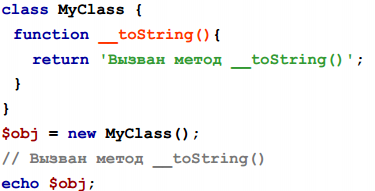 class MyClass {
function __toString(){
return 'Вызван метод __toString()';
}
}
$obj = new MyClass();
// Вызван метод __toString()
echo $obj;